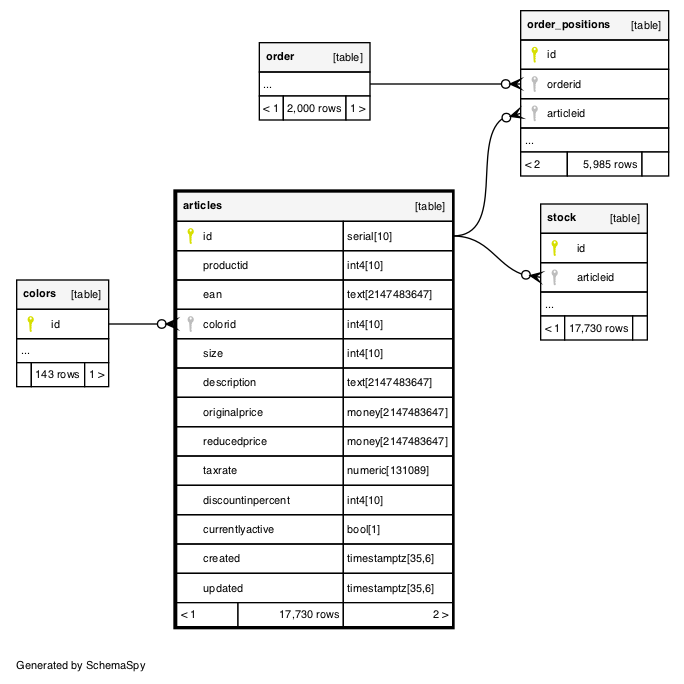 order [table]
...
< 1 2,000 rows 1 >
order_positions [table]
id
orderid
articleid
...
< 2 5,985 rows
articles [table]
id serial[10]
productid int4[10]
ean text[2147483647]
colorid int4[10]
size int4[10]
description text[2147483647]
originalprice money[2147483647]
reducedprice money[2147483647]
taxrate numeric[131089]
discountinpercent int4[10]
currentlyactive bool[1]
created timestamptz[35,6]
updated timestamptz[35,6]
< 1 17,730 rows 2 >
stock [table]
id
articleid
...
< 1 17,730 rows
colors [table]
id
...
143 rows 1 >
Generated by SchemaSpy